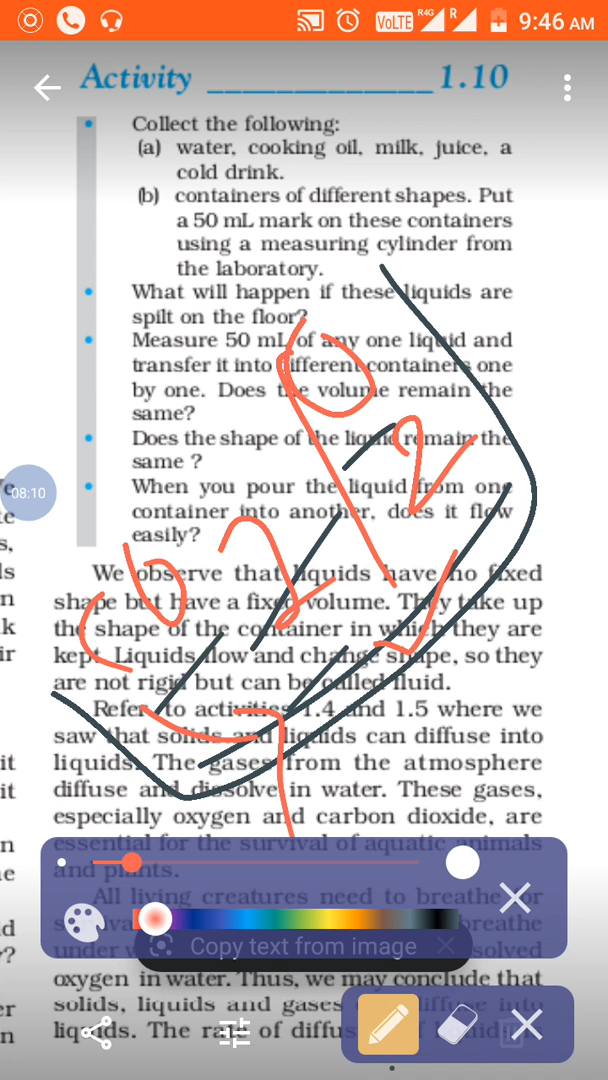 VoLTE R4G R 9:46 AM
Activity ______________ 1.10
• Collect the following:
(a) water, cooking oil, milk, juice, a
cold drink.
(b) containers of different shapes. Put
a 50 mL mark on these containers
using a measuring cylinder from
the laboratory.
• What will happen if these liquids are
spilt on the floor?
• Measure 50 mL of any one liquid and
transfer it into different containers one
by one. Does the volume remain the
same?
• Does the shape of the liquid remain the
same ?
08:10
• When you pour the liquid from one
container into another, does it flow
easily?
We observe that liquids have no fixed
shape but have a fixed volume. They take up
the shape of the container in which they are
kept. Liquids flow and change shape, so they
are not rigid but can be called fluid.
Refer to activities 1.4 and 1.5 where we
saw that solids and liquids can diffuse into
liquids. The gases from the atmosphere
diffuse and dissolve in water. These gases,
especially oxygen and carbon dioxide, are
essential for the survival of aquatic animals
and plants.
All living creatures need to breathe for
breathe
under
Copy text from image
solved
oxygen in water. Thus, we may conclude that
solids, liquids and gases diffuse into
liquids. The rate of